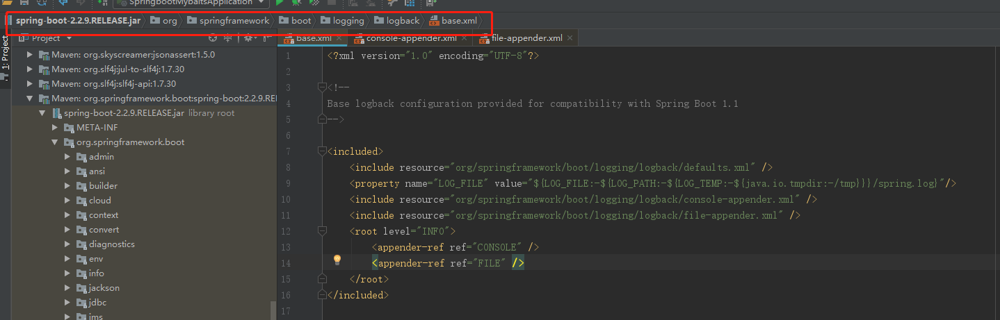 SpringbootMybaitsApplication
spring-boot-2.2.9.RELEASE.jar org springframework boot logging logback base.xml
1: Project
Project
Maven: org.skyscreamer:jsonassert:1.5.0
Maven: org.slf4j:jul-to-slf4j:1.7.30
Maven: org.slf4j:slf4j-api:1.7.30
Maven: org.springframework.boot:spring-boot:2.2.9.REL
spring-boot-2.2.9.RELEASE.jar library root
META-INF
org.springframework.boot
admin
ansi
builder
cloud
context
convert
diagnostics
env
info
jackson
jdbc
jms
base.xml console-appender.xml file-appender.xml
1 <?xml version="1.0" encoding="UTF-8"?>
2
3 <!--
4 Base logback configuration provided for compatibility with Spring Boot 1.1
5 -->
6
7 <included>
8 <include resource="org/springframework/boot/logging/logback/defaults.xml" />
9 <property name="LOG_FILE" value="${LOG_FILE:-${LOG_PATH:-${LOG_TEMP:-${java.io.tmpdir:-/tmp}}}/spring.log}"/>
10 <include resource="org/springframework/boot/logging/logback/console-appender.xml" />
11 <include resource="org/springframework/boot/logging/logback/file-appender.xml" />
12 <root level="INFO">
13 <appender-ref ref="CONSOLE" />
14 <appender-ref ref="FILE" />
15 </root>
16 </included>
17